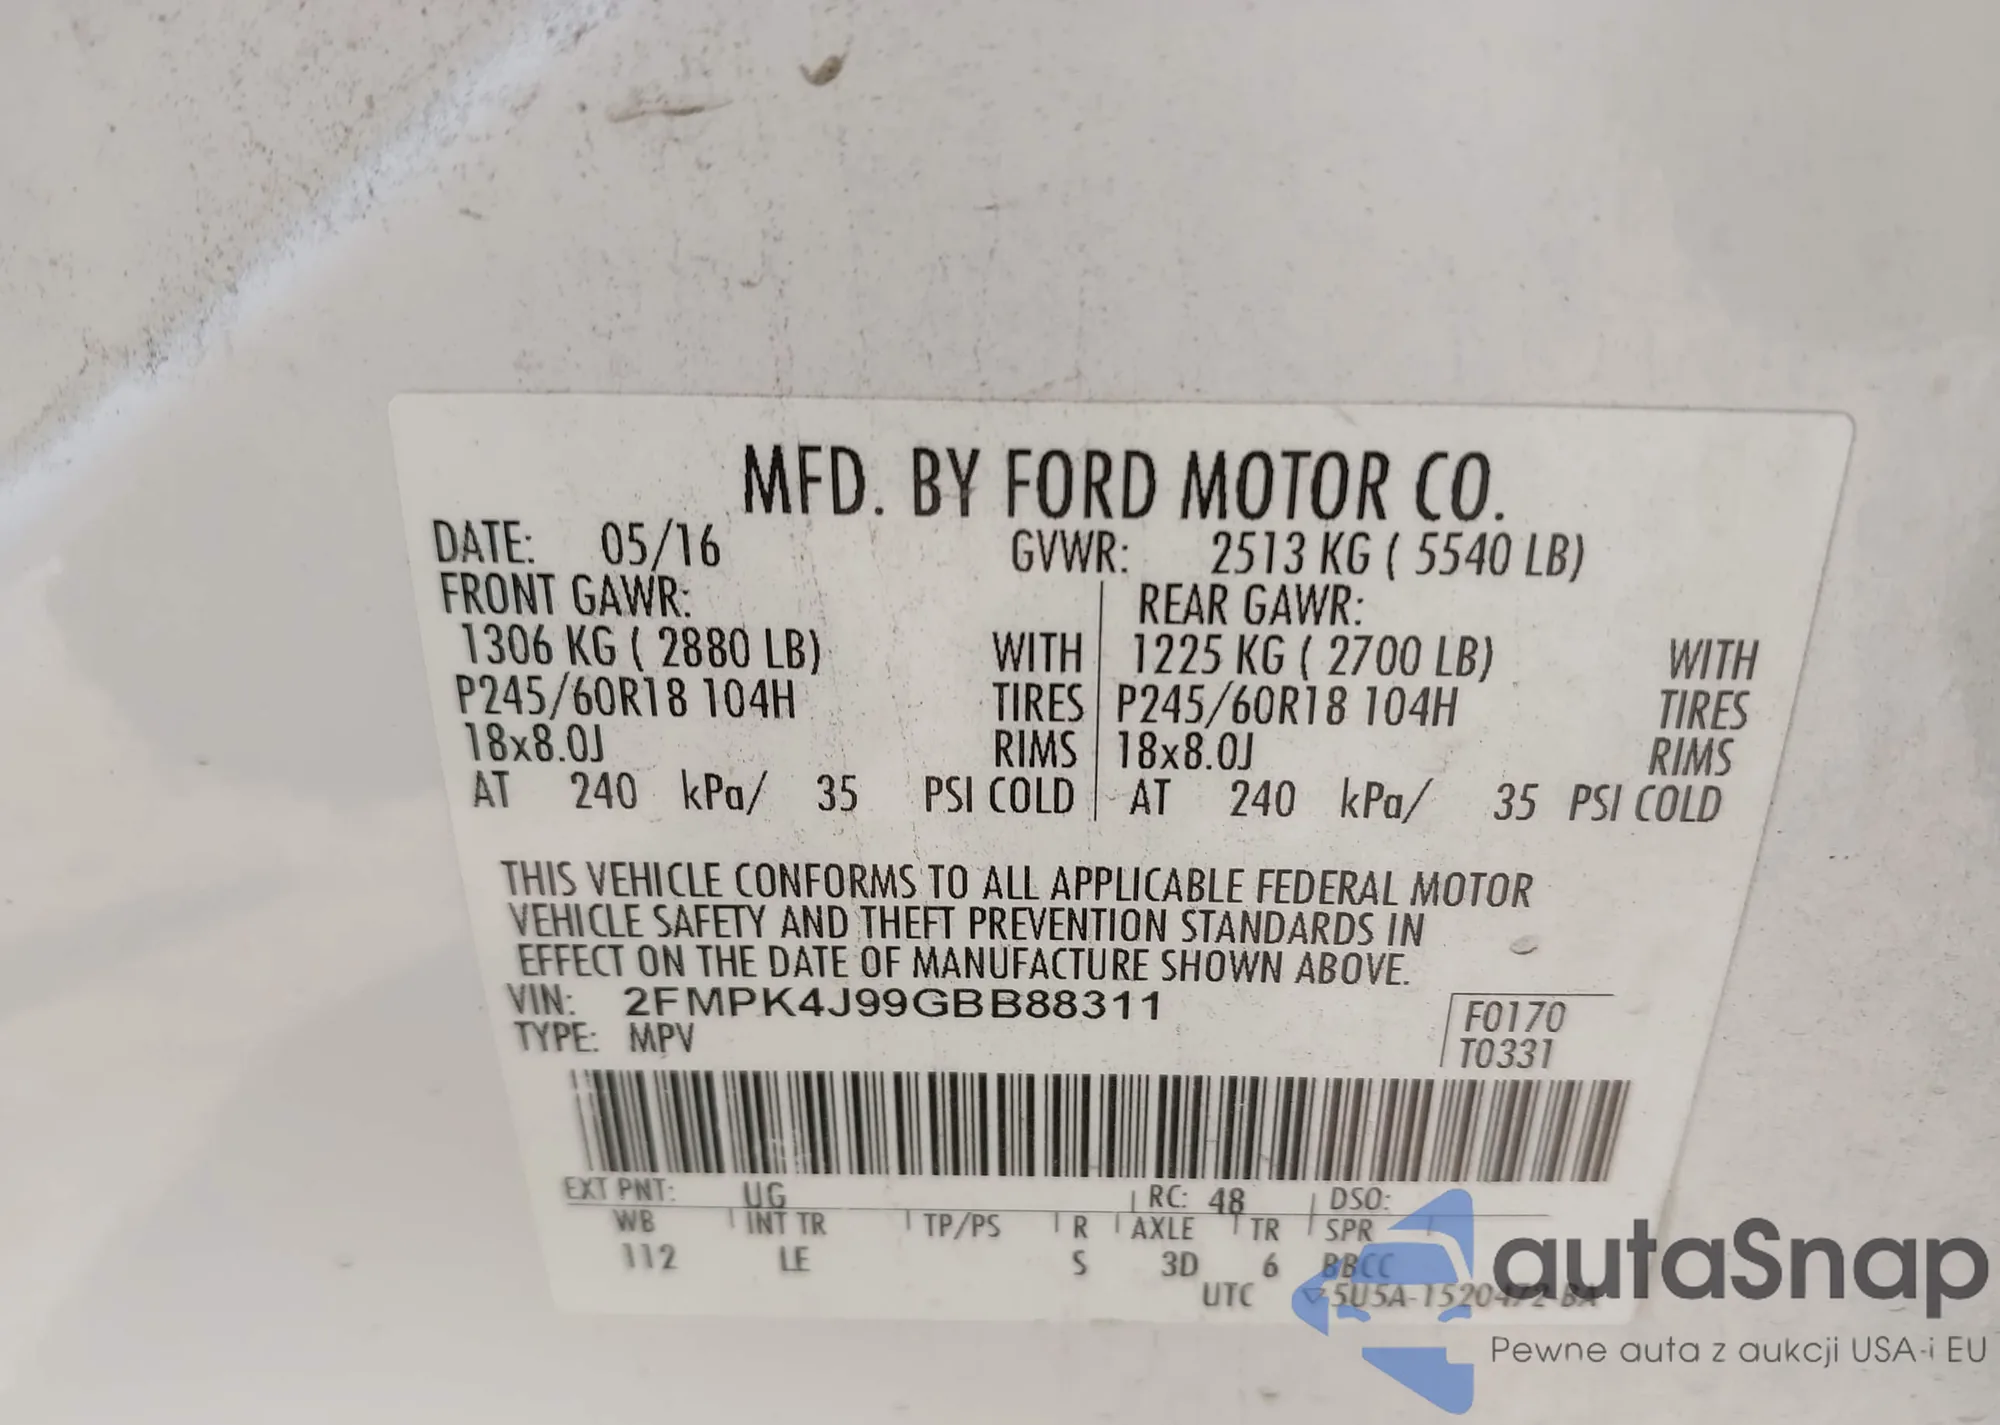 MFD. BY FORD MOTOR CO.
DATE: 05/16 GVWR: 2513 KG ( 5540 LB)
FRONT GAWR: REAR GAWR:
1306 KG ( 2880 LB) WITH 1225 KG ( 2700 LB) WITH
P245/60R18 104H TIRES P245/60R18 104H TIRES
18x8.0J RIMS 18x8.0J RIMS
AT 240 kPa/ 35 PSI COLD AT 240 kPa/ 35 PSI COLD
THIS VEHICLE CONFORMS TO ALL APPLICABLE FEDERAL MOTOR
VEHICLE SAFETY AND THEFT PREVENTION STANDARDS IN
EFFECT ON THE DATE OF MANUFACTURE SHOWN ABOVE.
VIN: 2FMPK4J99GBB88311
F0170
TYPE: MPV
T0331
EXT PNT: UG RC: 48 DSO:
WB INT TR TP/PS R AXLE TR SPR
112 LE S 3D 6 BBCC
UTC 5U5A-1520472-BA
autaSnap
Pewne auta z aukcji USA i EU